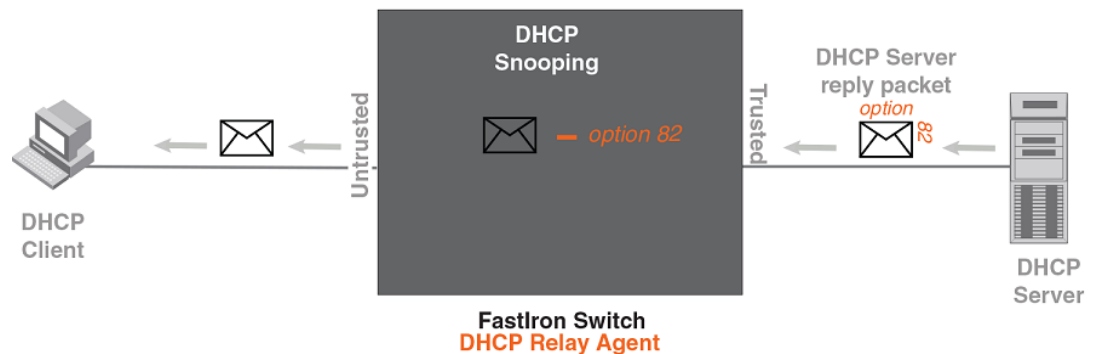 DHCP
Snooping
– option 82
Untrusted
Trusted
DHCP Server
reply packet
option
82
DHCP
Client
DHCP
Server
FastIron Switch
DHCP Relay Agent